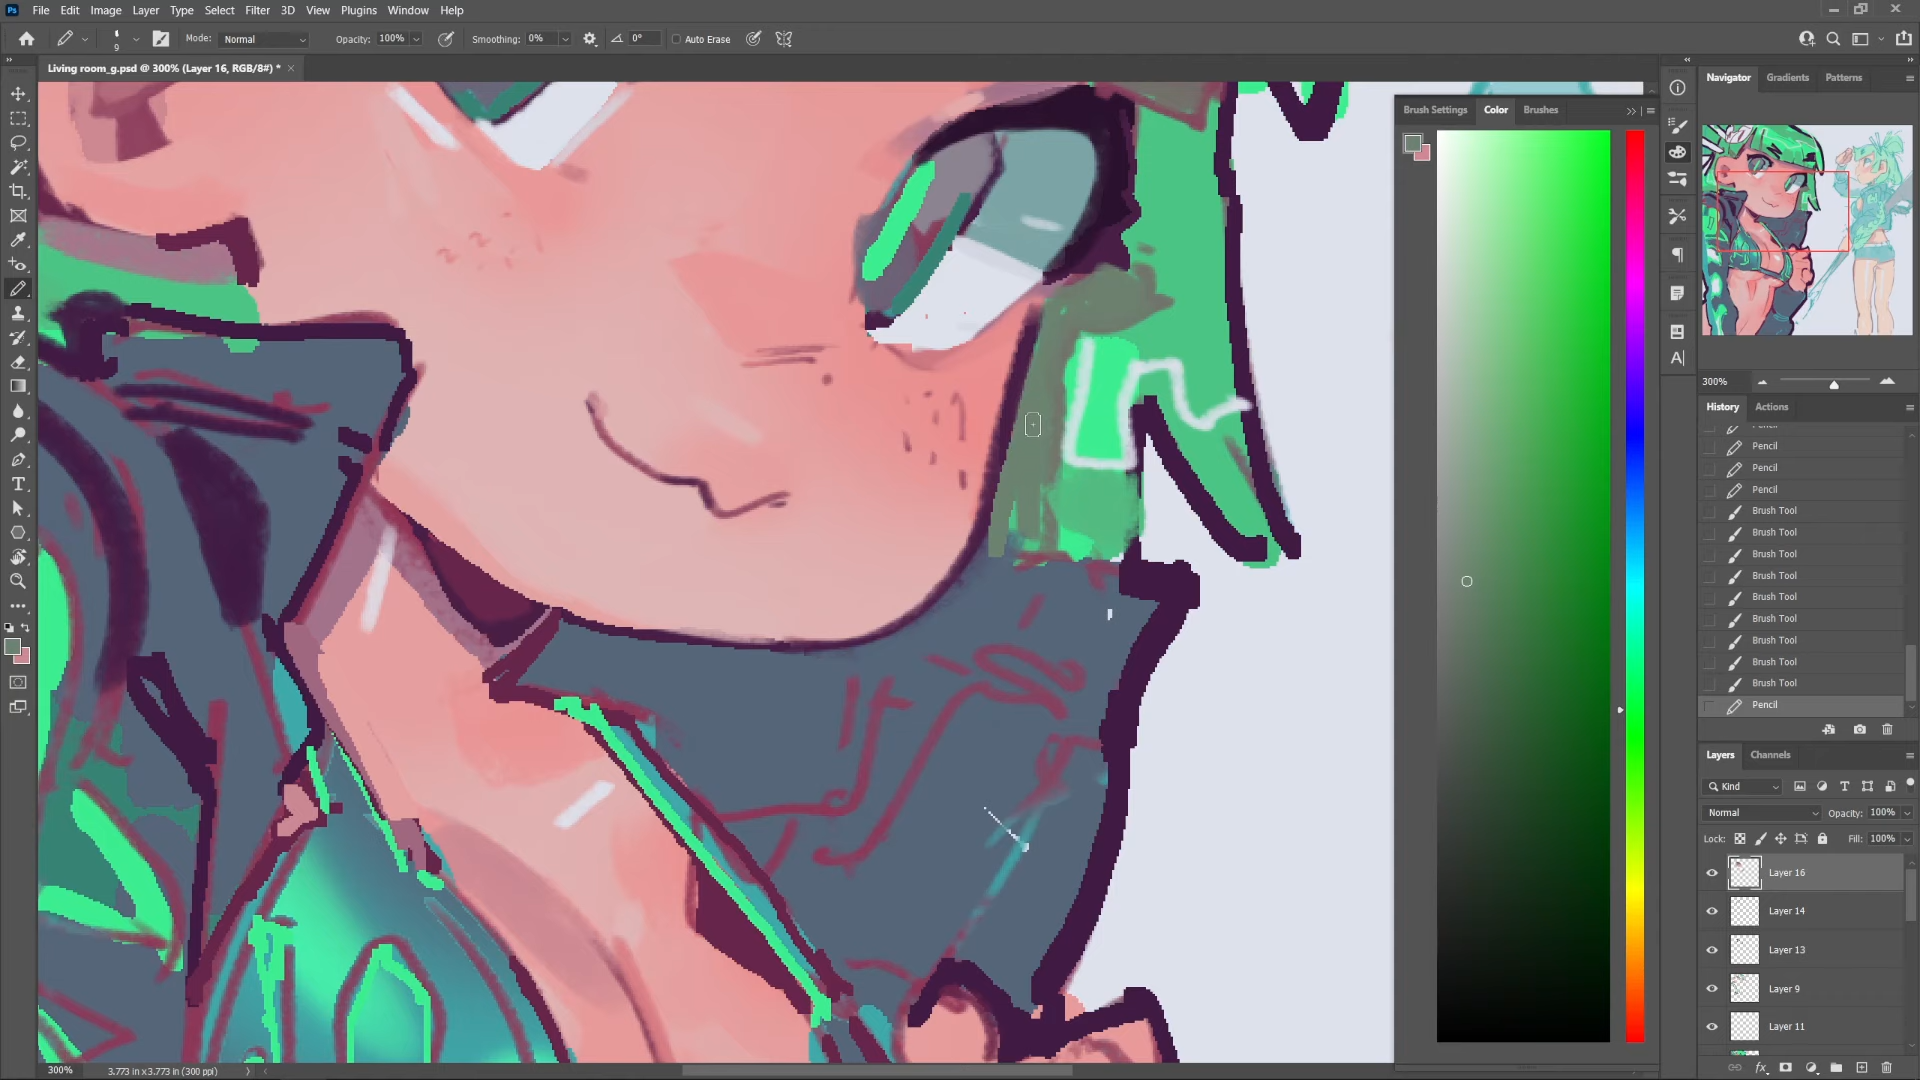 Ps File Edit Image Layer Type Select Filter 3D View Plugins Window Help
9 Mode: Normal Opacity: 100% Smoothing: 0% 0° Auto Erase
Living room_g.psd @ 300% (Layer 16, RGB/8#) *
Navigator Gradients Patterns
Brush Settings Color Brushes
300%
History Actions
Pencil
Pencil
Pencil
Pencil
Brush Tool
Brush Tool
Brush Tool
Brush Tool
Brush Tool
Brush Tool
Brush Tool
Brush Tool
Brush Tool
Pencil
Layers Channels
Kind
Normal Opacity: 100%
Lock: Fill: 100%
Layer 16
Layer 14
Layer 13
Layer 9
Layer 11
300% 3.773 in x 3.773 in (300 ppi)